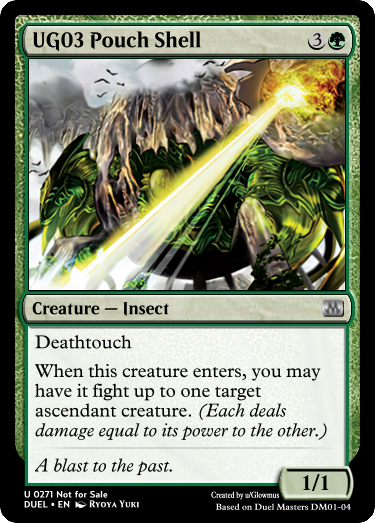 UG03 Pouch Shell 3
Creature — Insect
Deathtouch
When this creature enters, you may
have it fight up to one target
ascendant creature. (Each deals
damage equal to its power to the other.)
A blast to the past.
1/1
U 0271 Not for Sale
DUEL • EN Ryoya Yuki
Created by u/Glowmus
Based on Duel Masters DM01-04